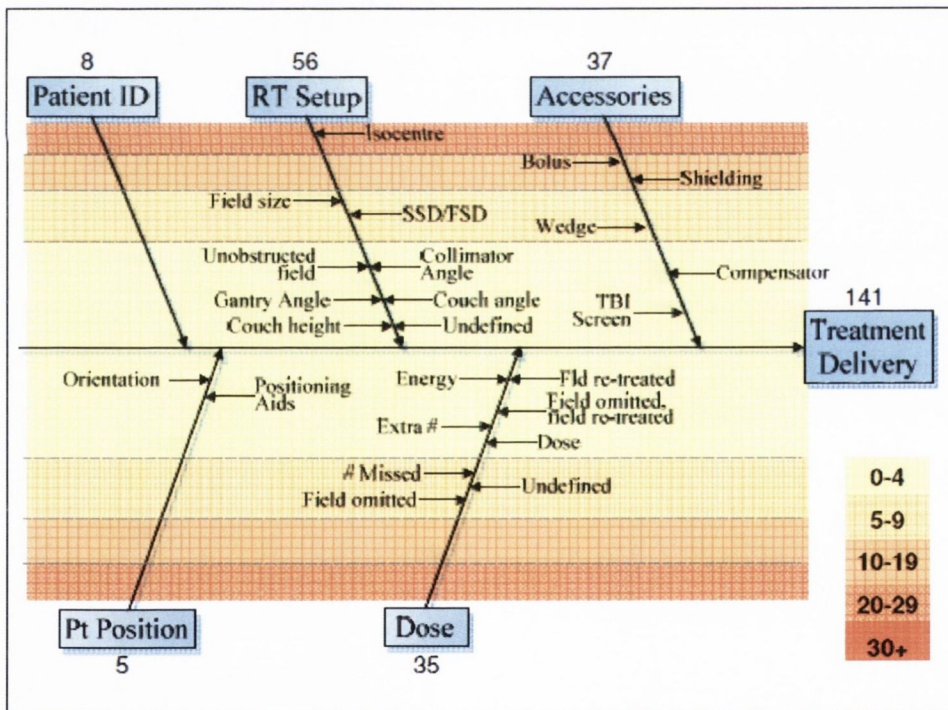 8
56
37
Patient ID
RT Setup
Accessories
Isocentre
Bolus
Shielding
Field size
SSD/FSD
Wedge
Unobstructed
field
Collimator
Angle
Compensator
Gantry Angle
Couch angle
TBI
Screen
Couch height
Undefined
141
Treatment
Delivery
Orientation
Positioning
Aids
Energy
Fld re-treated
Field omitted,
field re-treated
Extra #
Dose
# Missed
Undefined
Field omitted
0-4
5-9
10-19
20-29
30+
Pt Position
5
Dose
35